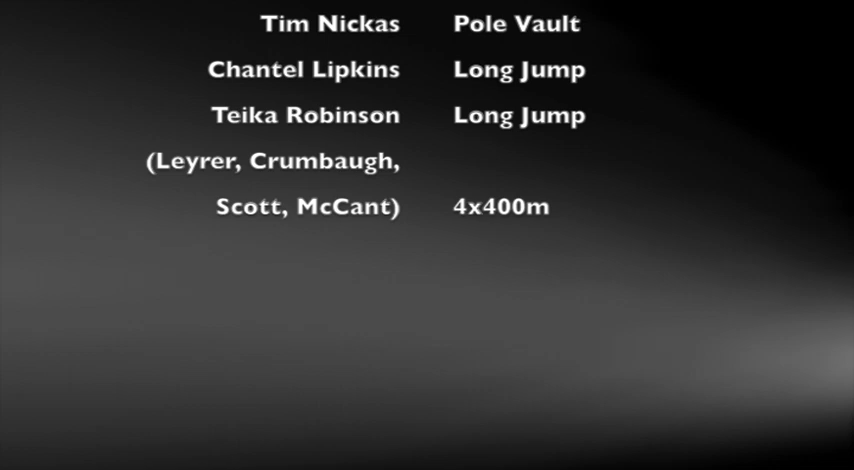 Tim Nickas Pole Vault
Chantel Lipkins Long Jump
Teika Robinson Long Jump
(Leyrer, Crumbaugh,
Scott, McCant) 4x400m